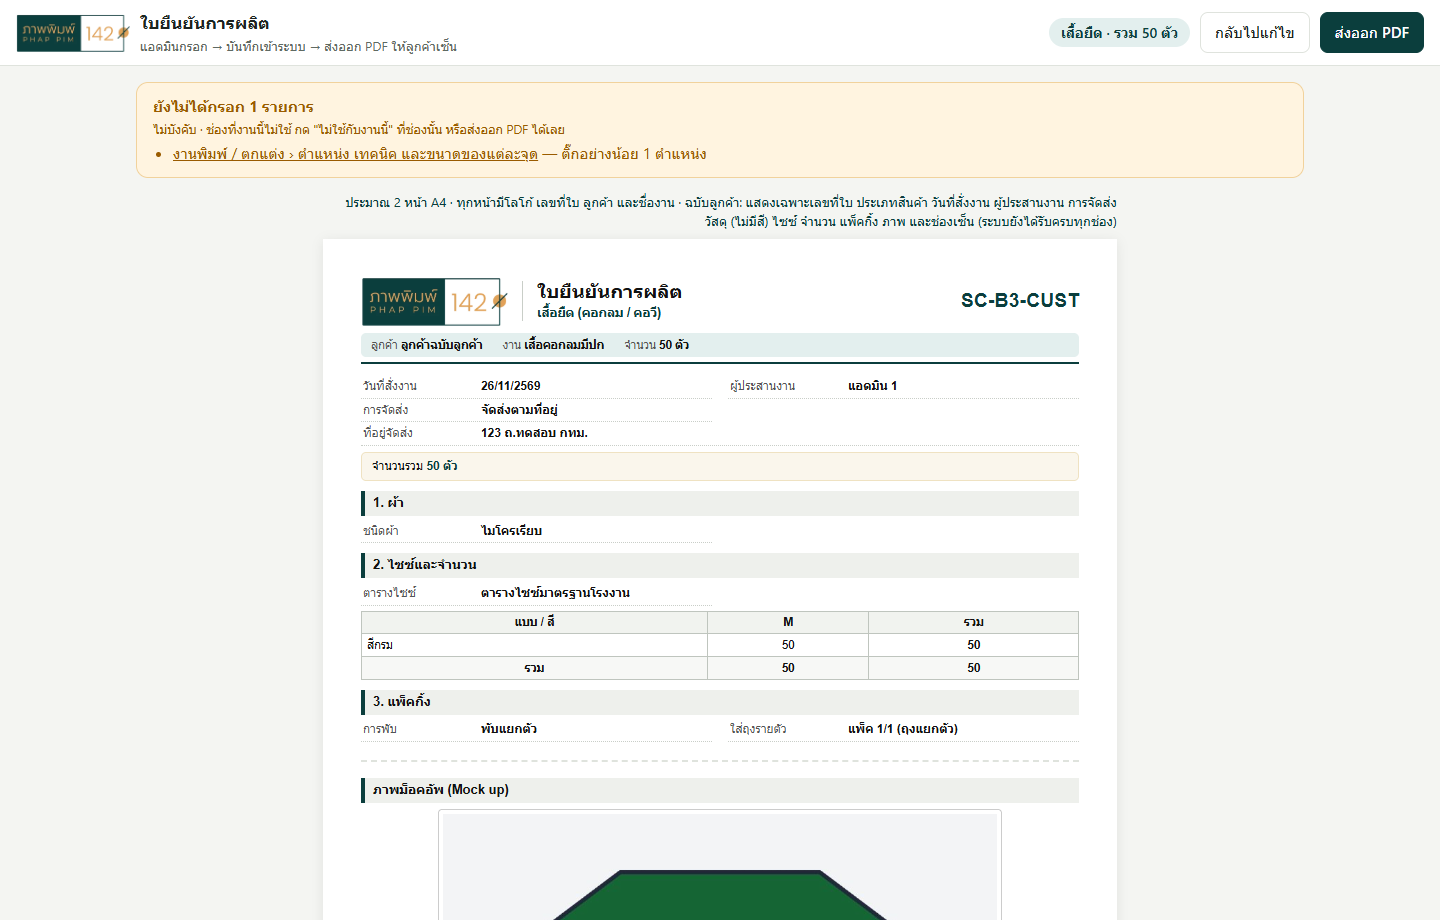 ภาพพิมพ์
PHAP PIM
142
ใบยืนยันการผลิต
แอดมินกรอก → บันทึกเข้าระบบ → ส่งออก PDF ให้ลูกค้าเซ็น
เสื้อยืด · รวม 50 ตัว
กลับไปแก้ไข
ส่งออก PDF
ยังไม่ได้กรอก 1 รายการ
ไม่บังคับ · ช่องที่งานนี้ไม่ใช้ กด "ไม่ใช้กับงานนี้" ที่ช่องนั้น หรือส่งออก PDF ได้เลย
• งานพิมพ์ / ตกแต่ง › ตำแหน่ง เทคนิค และขนาดของแต่ละจุด — ติ๊กอย่างน้อย 1 ตำแหน่ง
ประมาณ 2 หน้า A4 · ทุกหน้ามีโลโก้ เลขที่ใบ ลูกค้า และชื่องาน · ฉบับลูกค้า: แสดงเฉพาะเลขที่ใบ ประเภทสินค้า วันที่สั่งงาน ผู้ประสานงาน การจัดส่ง
วัสดุ (ไม่มีสี) ไซซ์ จำนวน แพ็คกิ้ง ภาพ และช่องเซ็น (ระบบยังได้รับครบทุกช่อง)
ภาพพิมพ์
PHAP PIM
142
ใบยืนยันการผลิต
เสื้อยืด (คอกลม / คอวี)
SC-B3-CUST
ลูกค้า ลูกค้าฉบับลูกค้า งาน เสื้อคอกลมมีปก จำนวน 50 ตัว
วันที่สั่งงาน 26/11/2569 ผู้ประสานงาน แอดมิน 1
การจัดส่ง จัดส่งตามที่อยู่
ที่อยู่จัดส่ง 123 ถ.ทดสอบ กทม.
จำนวนรวม 50 ตัว
1. ผ้า
ชนิดผ้า ไมโครเรียบ
2. ไซซ์และจำนวน
ตารางไซซ์ ตารางไซซ์มาตรฐานโรงงาน
แบบ / สี M รวม
สีกรม 50 50
รวม 50 50
3. แพ็คกิ้ง
การพับ พับแยกตัว ใส่ถุงรายตัว แพ็ค 1/1 (ถุงแยกตัว)
ภาพม็อคอัพ (Mock up)